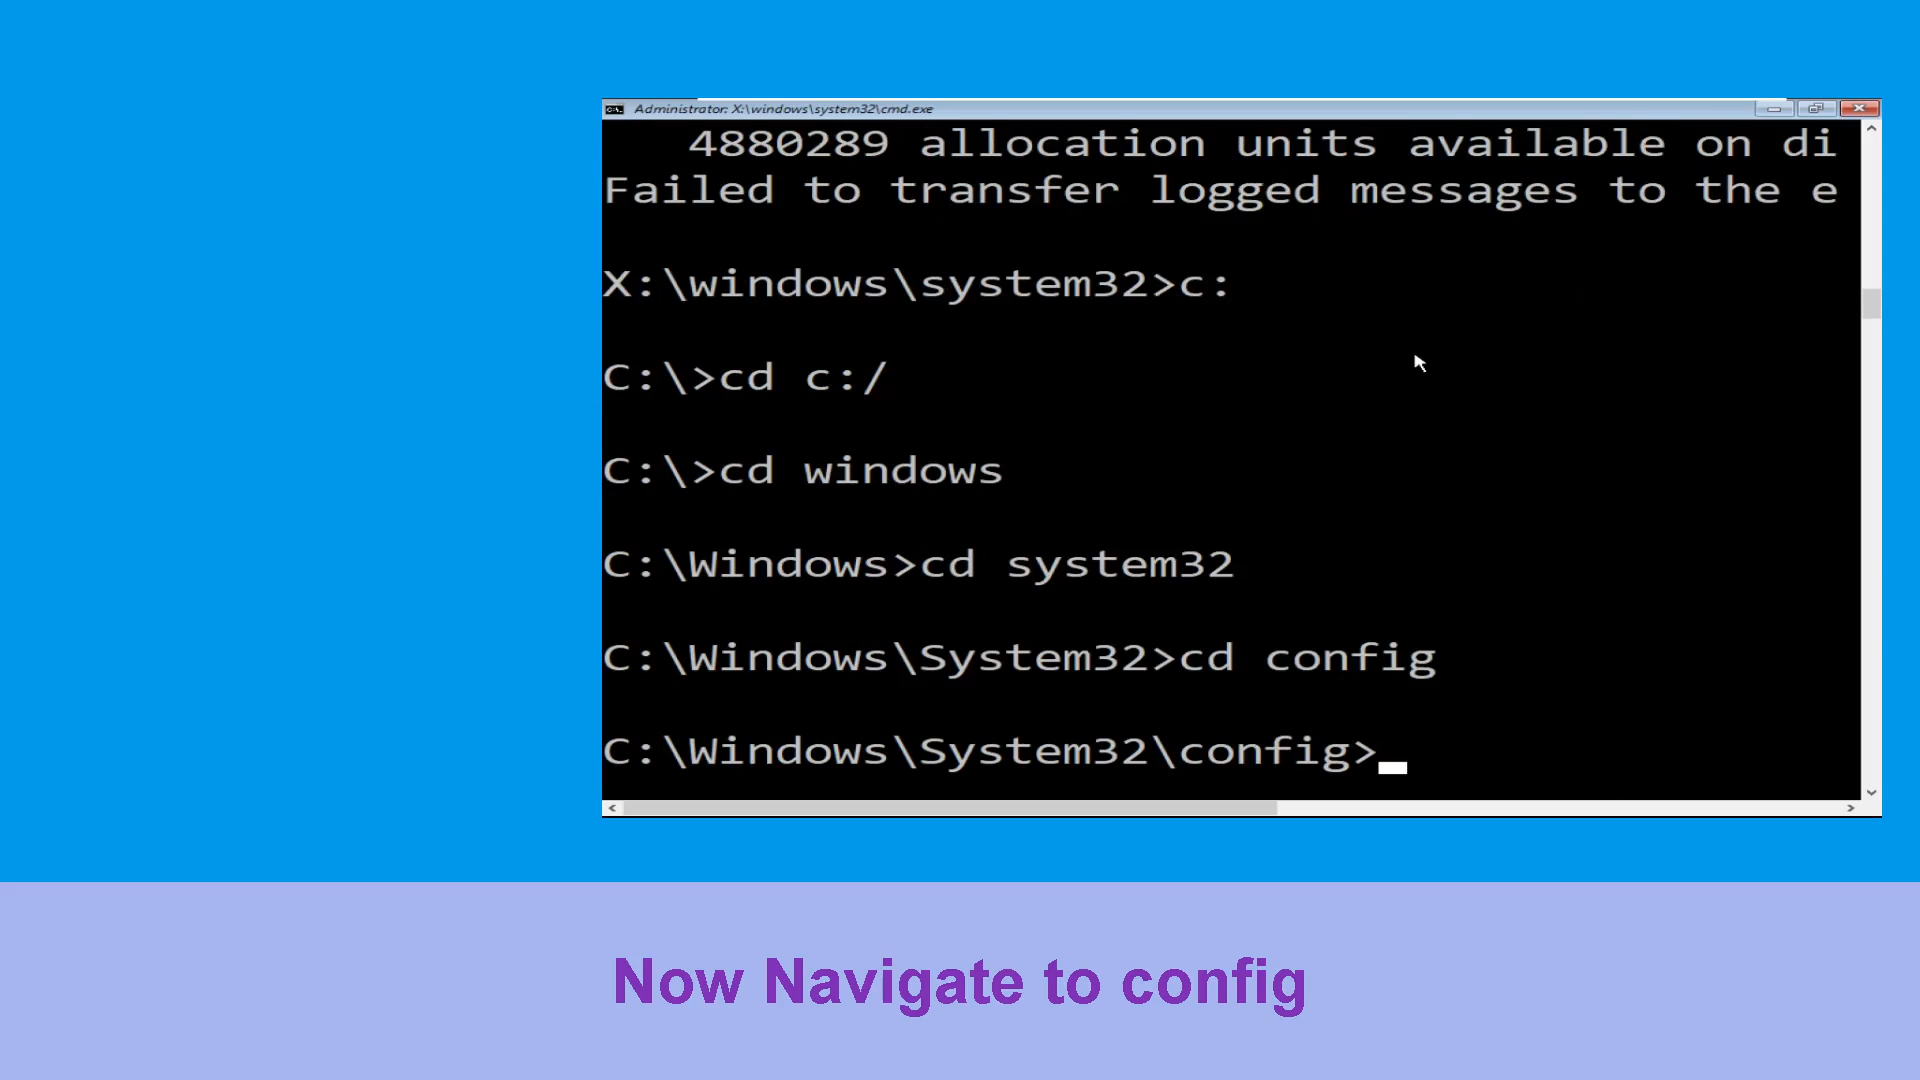 Administrator: X:\windows\system32\cmd.exe
4880289 allocation units available on di
Failed to transfer logged messages to the e
X:\windows\system32>c:
C:\>cd c:/
C:\>cd windows
C:\Windows>cd system32
C:\Windows\System32>cd config
C:\Windows\System32\config>
Now Navigate to config